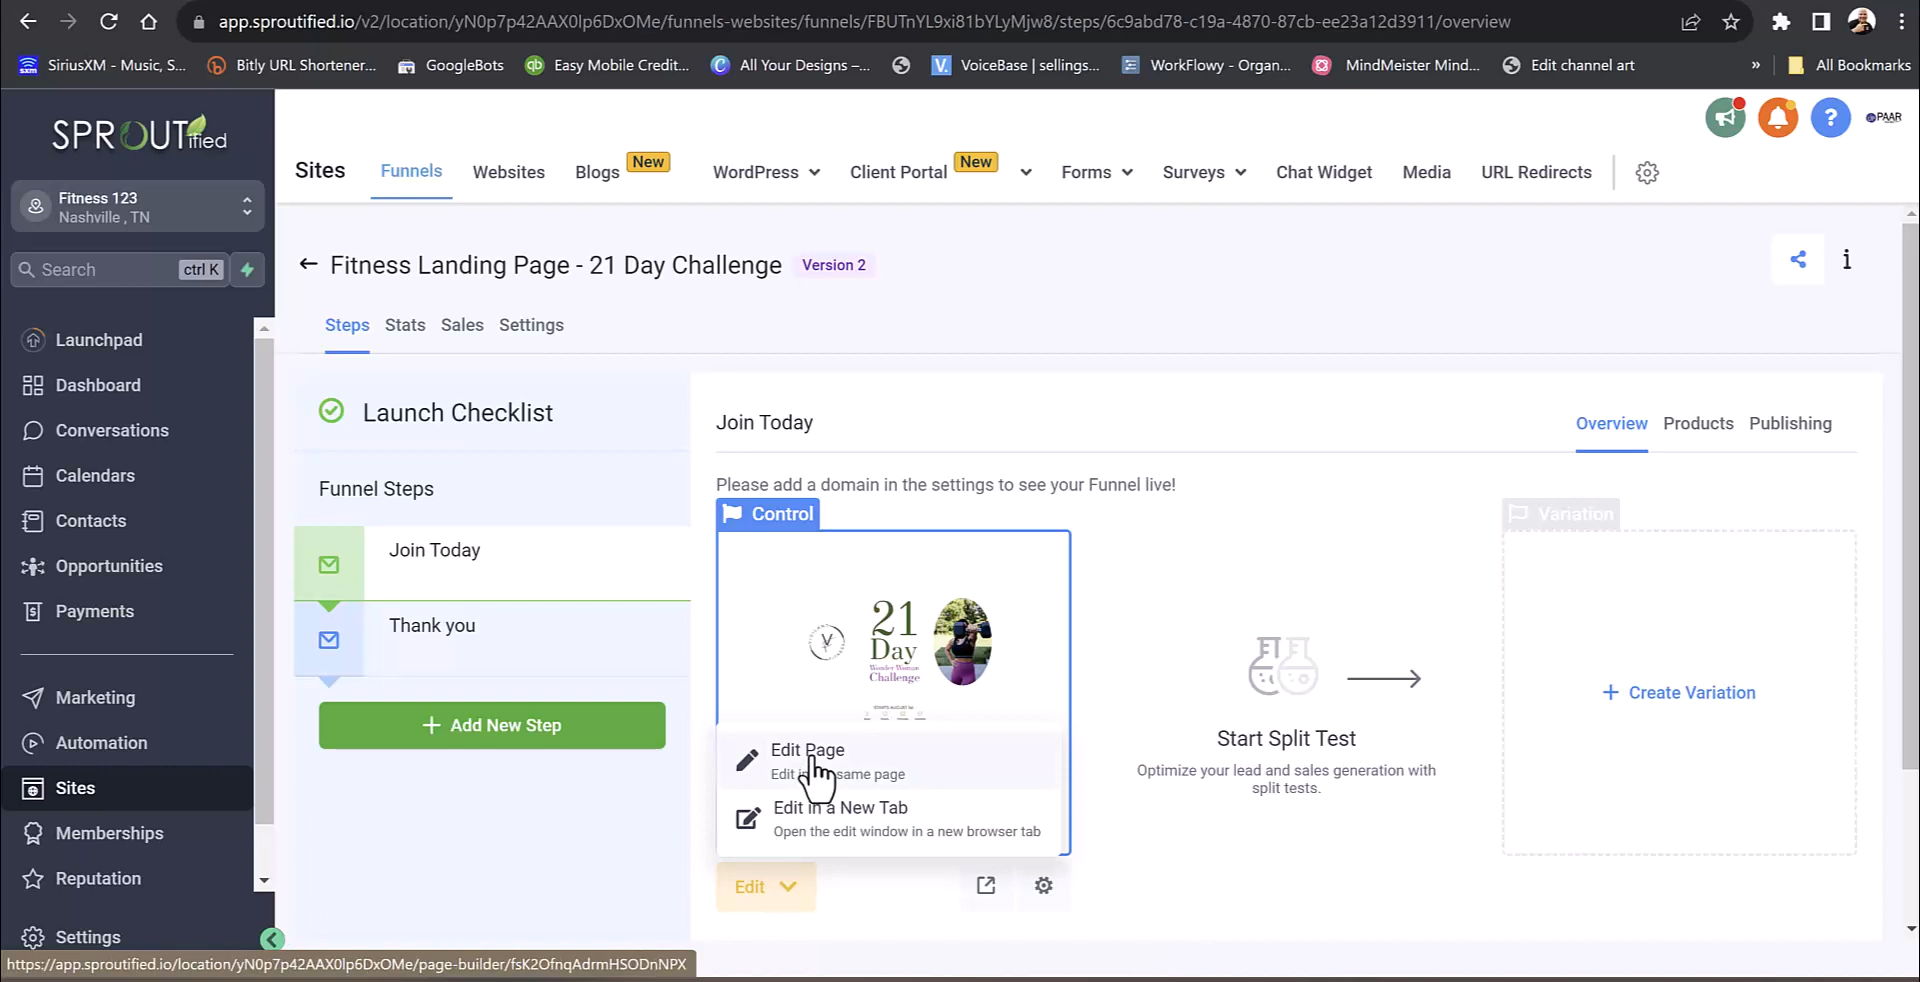 app.sproutified.io/v2/location/yN0p7p42AAX0lp6DxOMe/funnels-websites/funnels/FBUTnYL9xi81bYLyMjw8/steps/6c9abd78-c19a-4870-87cb-ee23a12d3911/overview
SiriusXM - Music, S...
Bitly URL Shortener...
GoogleBots
Easy Mobile Credit...
All Your Designs –...
VoiceBase | sellings...
WorkFlowy - Organ...
MindMeister Mind...
Edit channel art
»
All Bookmarks
SPROUTified
PAAR
Fitness 123
Nashville , TN
Search
ctrl K
Launchpad
Dashboard
Conversations
Calendars
Contacts
Opportunities
Payments
Marketing
Automation
Sites
Memberships
Reputation
Settings
Sites
Funnels
Websites
Blogs
New
WordPress
Client Portal
New
Forms
Surveys
Chat Widget
Media
URL Redirects
Fitness Landing Page - 21 Day Challenge
Version 2
Steps
Stats
Sales
Settings
Launch Checklist
Funnel Steps
Join Today
Thank you
+ Add New Step
Join Today
Overview
Products
Publishing
Please add a domain in the settings to see your Funnel live!
Control
21
Day
Wonder Woman
Challenge
Edit Page
Edit in same page
Edit in a New Tab
Open the edit window in a new browser tab
Edit
Start Split Test
Optimize your lead and sales generation with
split tests.
Variation
+ Create Variation
https://app.sproutified.io/location/yN0p7p42AAX0lp6DxOMe/page-builder/fsK2OfnqAdrmHSODnNPX